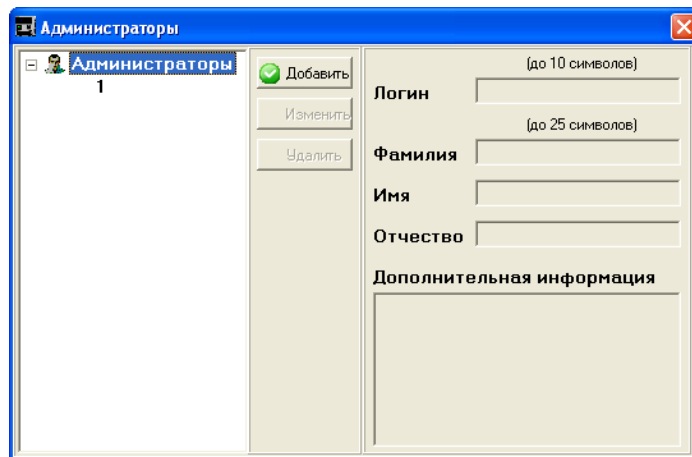 Администраторы
Администраторы
1
Добавить
Изменить
Удалить
(до 10 символов)
Логин
(до 25 символов)
Фамилия
Имя
Отчество
Дополнительная информация